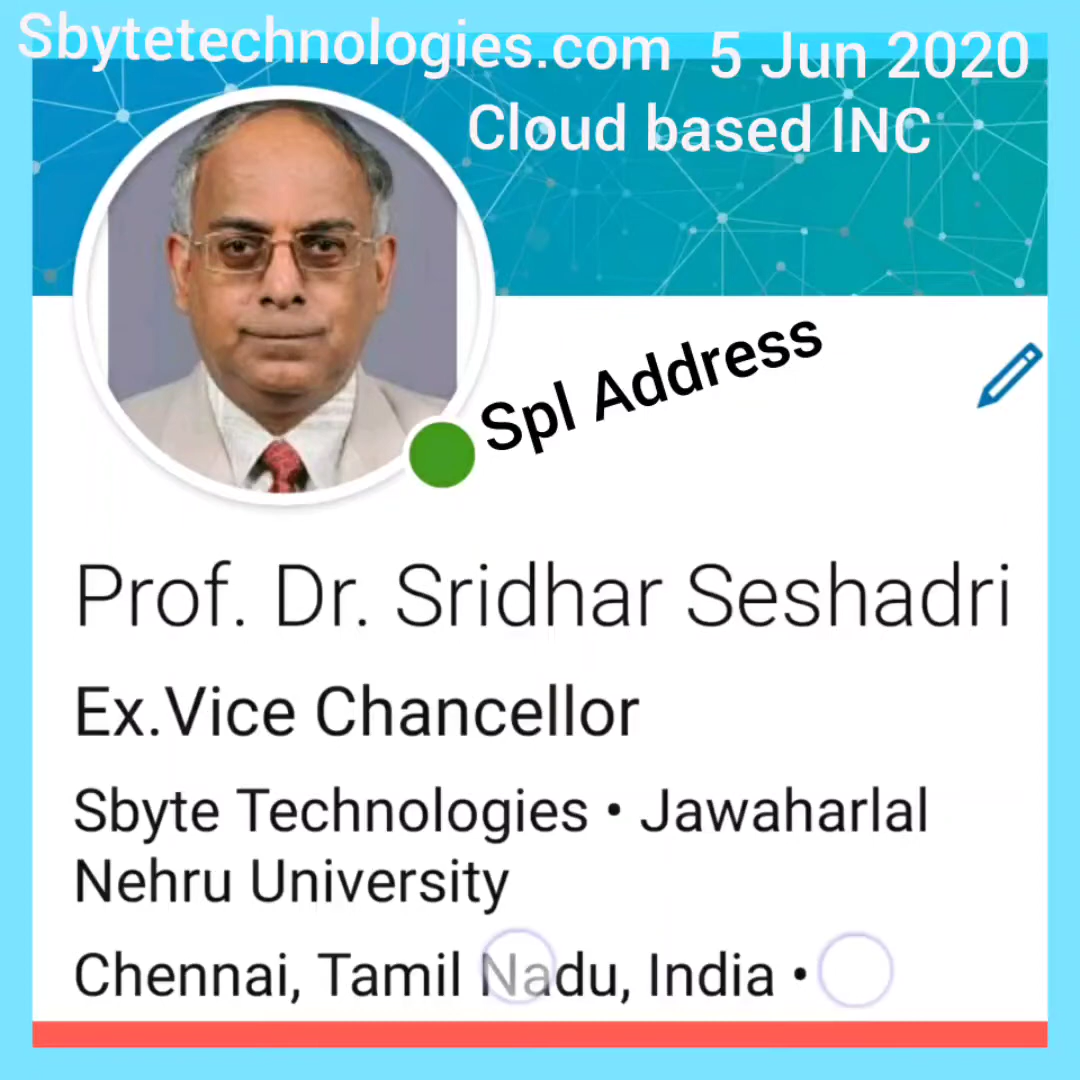 Sbytetechnologies.com 5 Jun 2020
Cloud based INC
Spl Address
Prof. Dr. Sridhar Seshadri
Ex.Vice Chancellor
Sbyte Technologies • Jawaharlal
Nehru University
Chennai, Tamil Nadu, India •